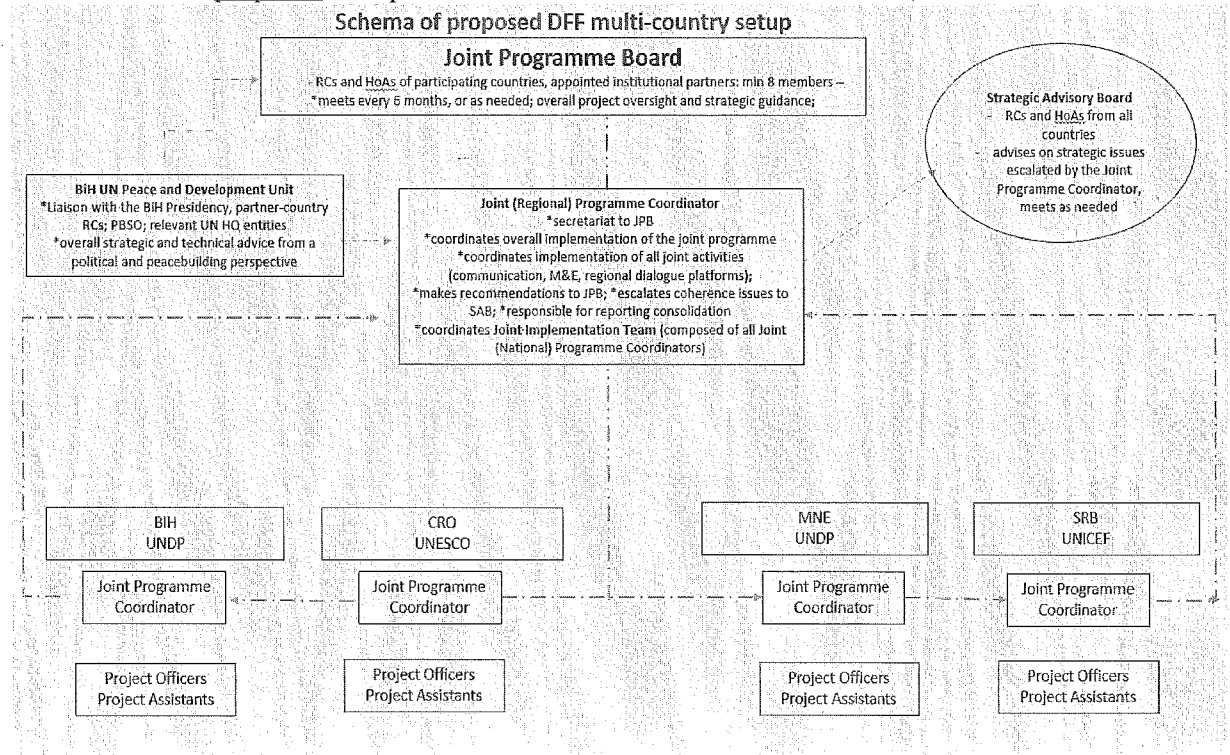 Schema of proposed DFF multi-country setup
Joint Programme Board
- RCs and HoAs of participating countries, appointed institutional partners: min 8 members –
*meets every 6 months, or as needed; overall project oversight and strategic guidance;
Strategic Advisory Board
- RCs and HoAs from all
countries
- advises on strategic issues
escalated by the Joint
Programme Coordinator,
meets as needed
BiH UN Peace and Development Unit
*Liaison with the BiH Presidency, partner-country
RCs; PBSO; relevant UN HQ entities
*overall strategic and technical advice from a
political and peacebuilding perspective
Joint (Regional) Programme Coordinator
*secretariat to JPB
*coordinates overall implementation of the joint programme
*coordinates implementation of all joint activities
(communication, M&E, regional dialogue platforms);
*makes recommendations to JPB; *escalates coherence issues to
SAB; *responsible for reporting consolidation
*coordinates Joint Implementation Team (composed of all Joint
(National) Programme Coordinators)
BIH
UNDP
CRO
UNESCO
MNE
UNDP
SRB
UNICEF
Joint Programme
Coordinator
Joint Programme
Coordinator
Joint Programme
Coordinator
Joint Programme
Coordinator
Project Officers
Project Assistants
Project Officers
Project Assistants
Project Officers
Project Assistants
Project Officers
Project Assistants